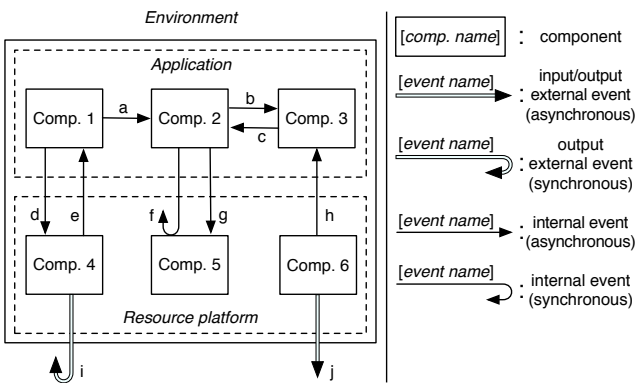 Environment
Application
Comp. 1
a
Comp. 2
b
c
Comp. 3
d
e
f
g
h
Comp. 4
Comp. 5
Comp. 6
Resource platform
i
j
[comp. name]
: component
[event name]
: input/output
external event
(asynchronous)
[event name]
: output
external event
(synchronous)
[event name]
: internal event
(asynchronous)
[event name]
: internal event
(synchronous)